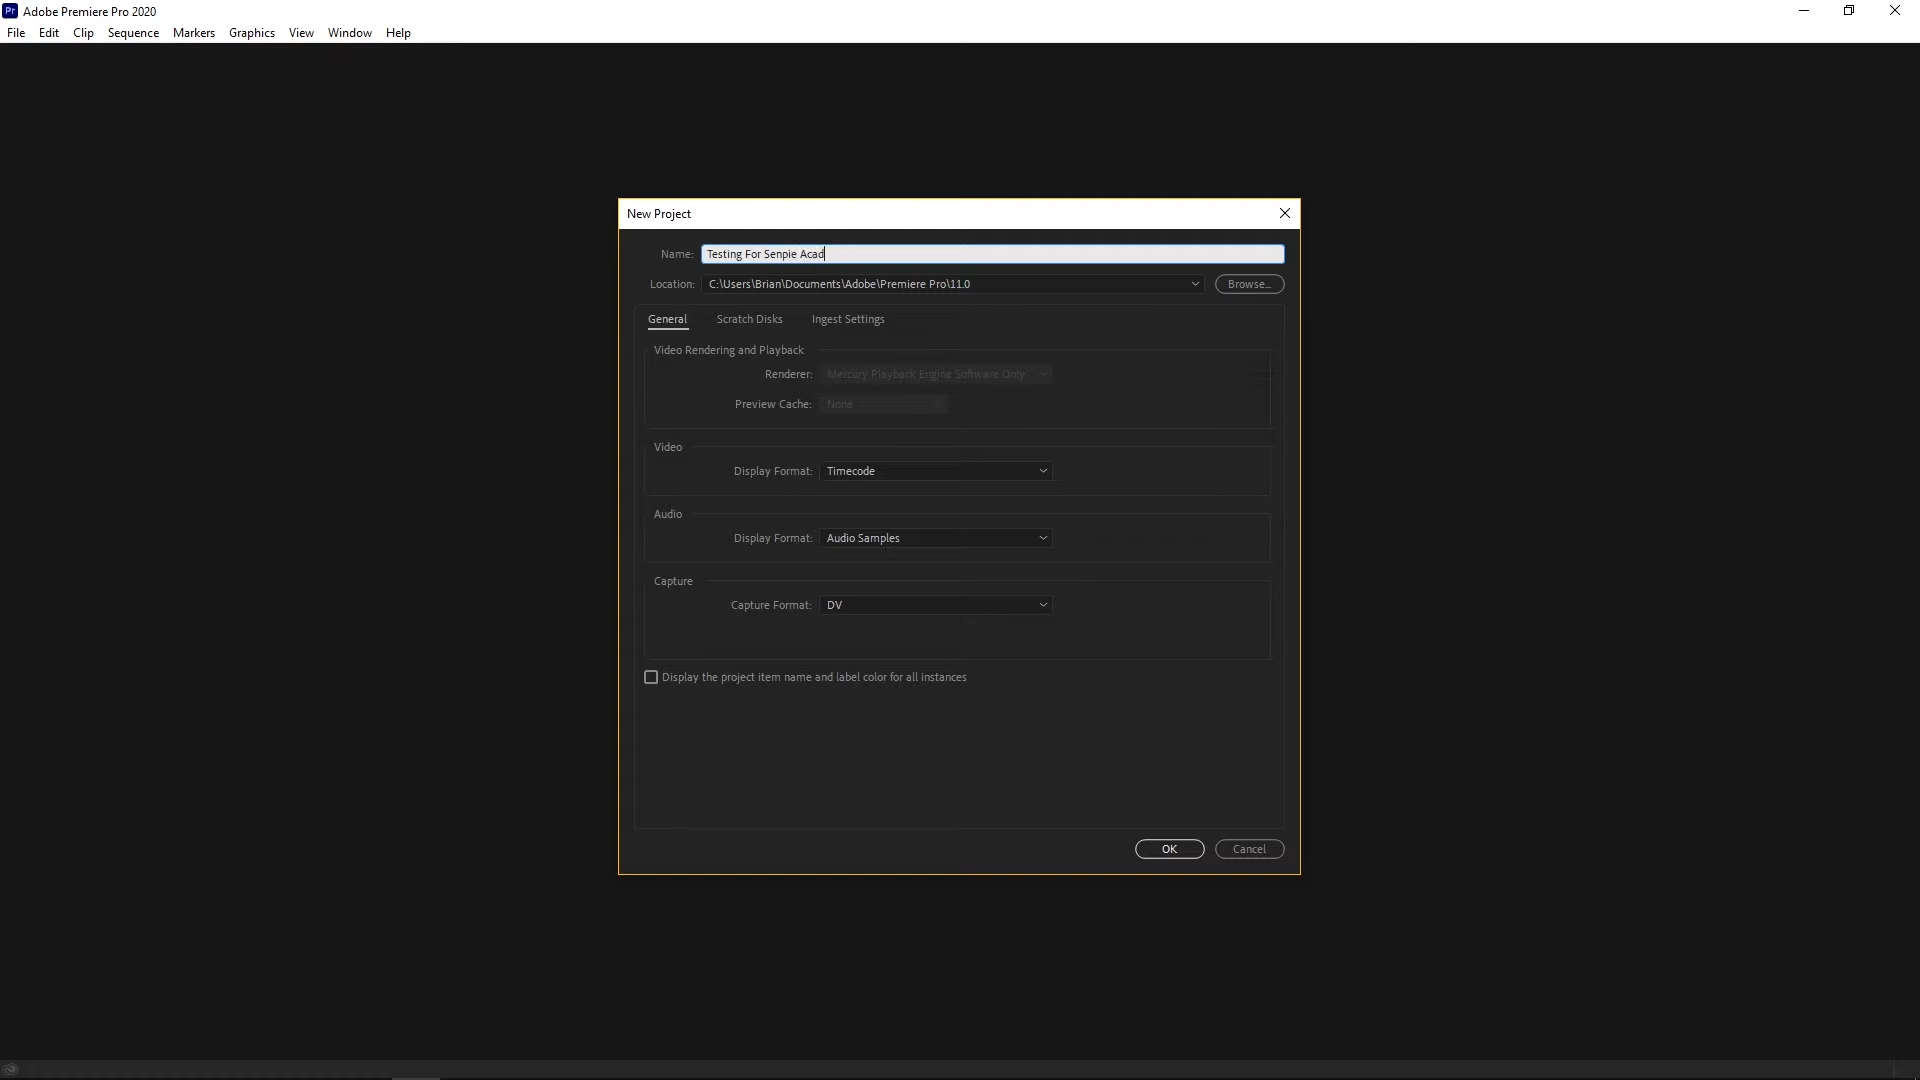 Pr Adobe Premiere Pro 2020
File Edit Clip Sequence Markers Graphics View Window Help
New Project
Name: Testing For Senpie Acad
Location: C:\Users\Brian\Documents\Adobe\Premiere Pro\11.0 Browse...
General Scratch Disks Ingest Settings
Video Rendering and Playback
Renderer: Mercury Playback Engine Software Only
Preview Cache: None
Video
Display Format: Timecode
Audio
Display Format: Audio Samples
Capture
Capture Format: DV
Display the project item name and label color for all instances
OK Cancel